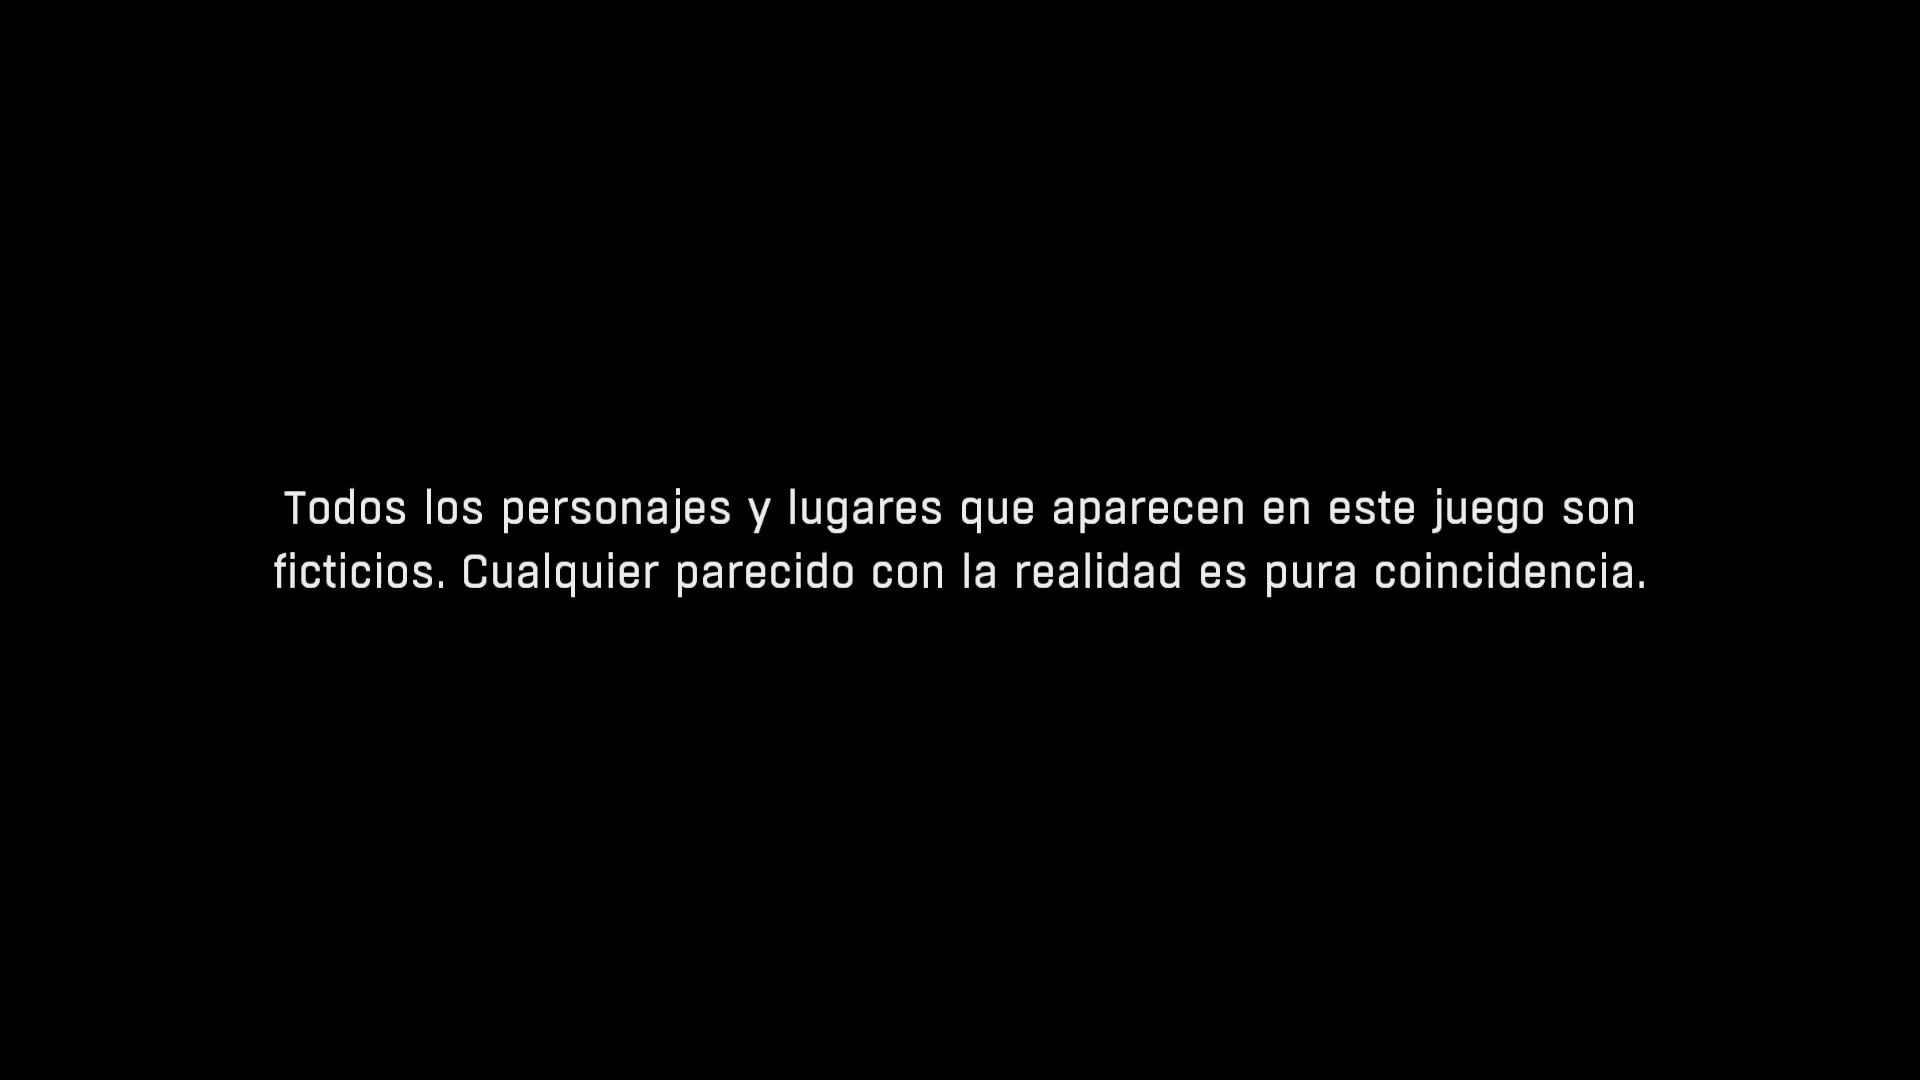 Todos los personajes y lugares que aparecen en este juego son
ficticios. Cualquier parecido con la realidad es pura coincidencia.